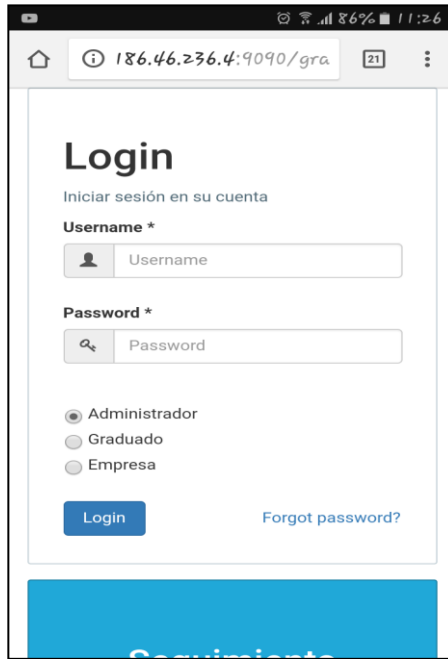 86% 11:26
186.46.236.4:9090/gra
21
Login
Iniciar sesión en su cuenta
Username *
Username
Password *
Password
Administrador
Graduado
Empresa
Login Forgot password?
Seguimiento